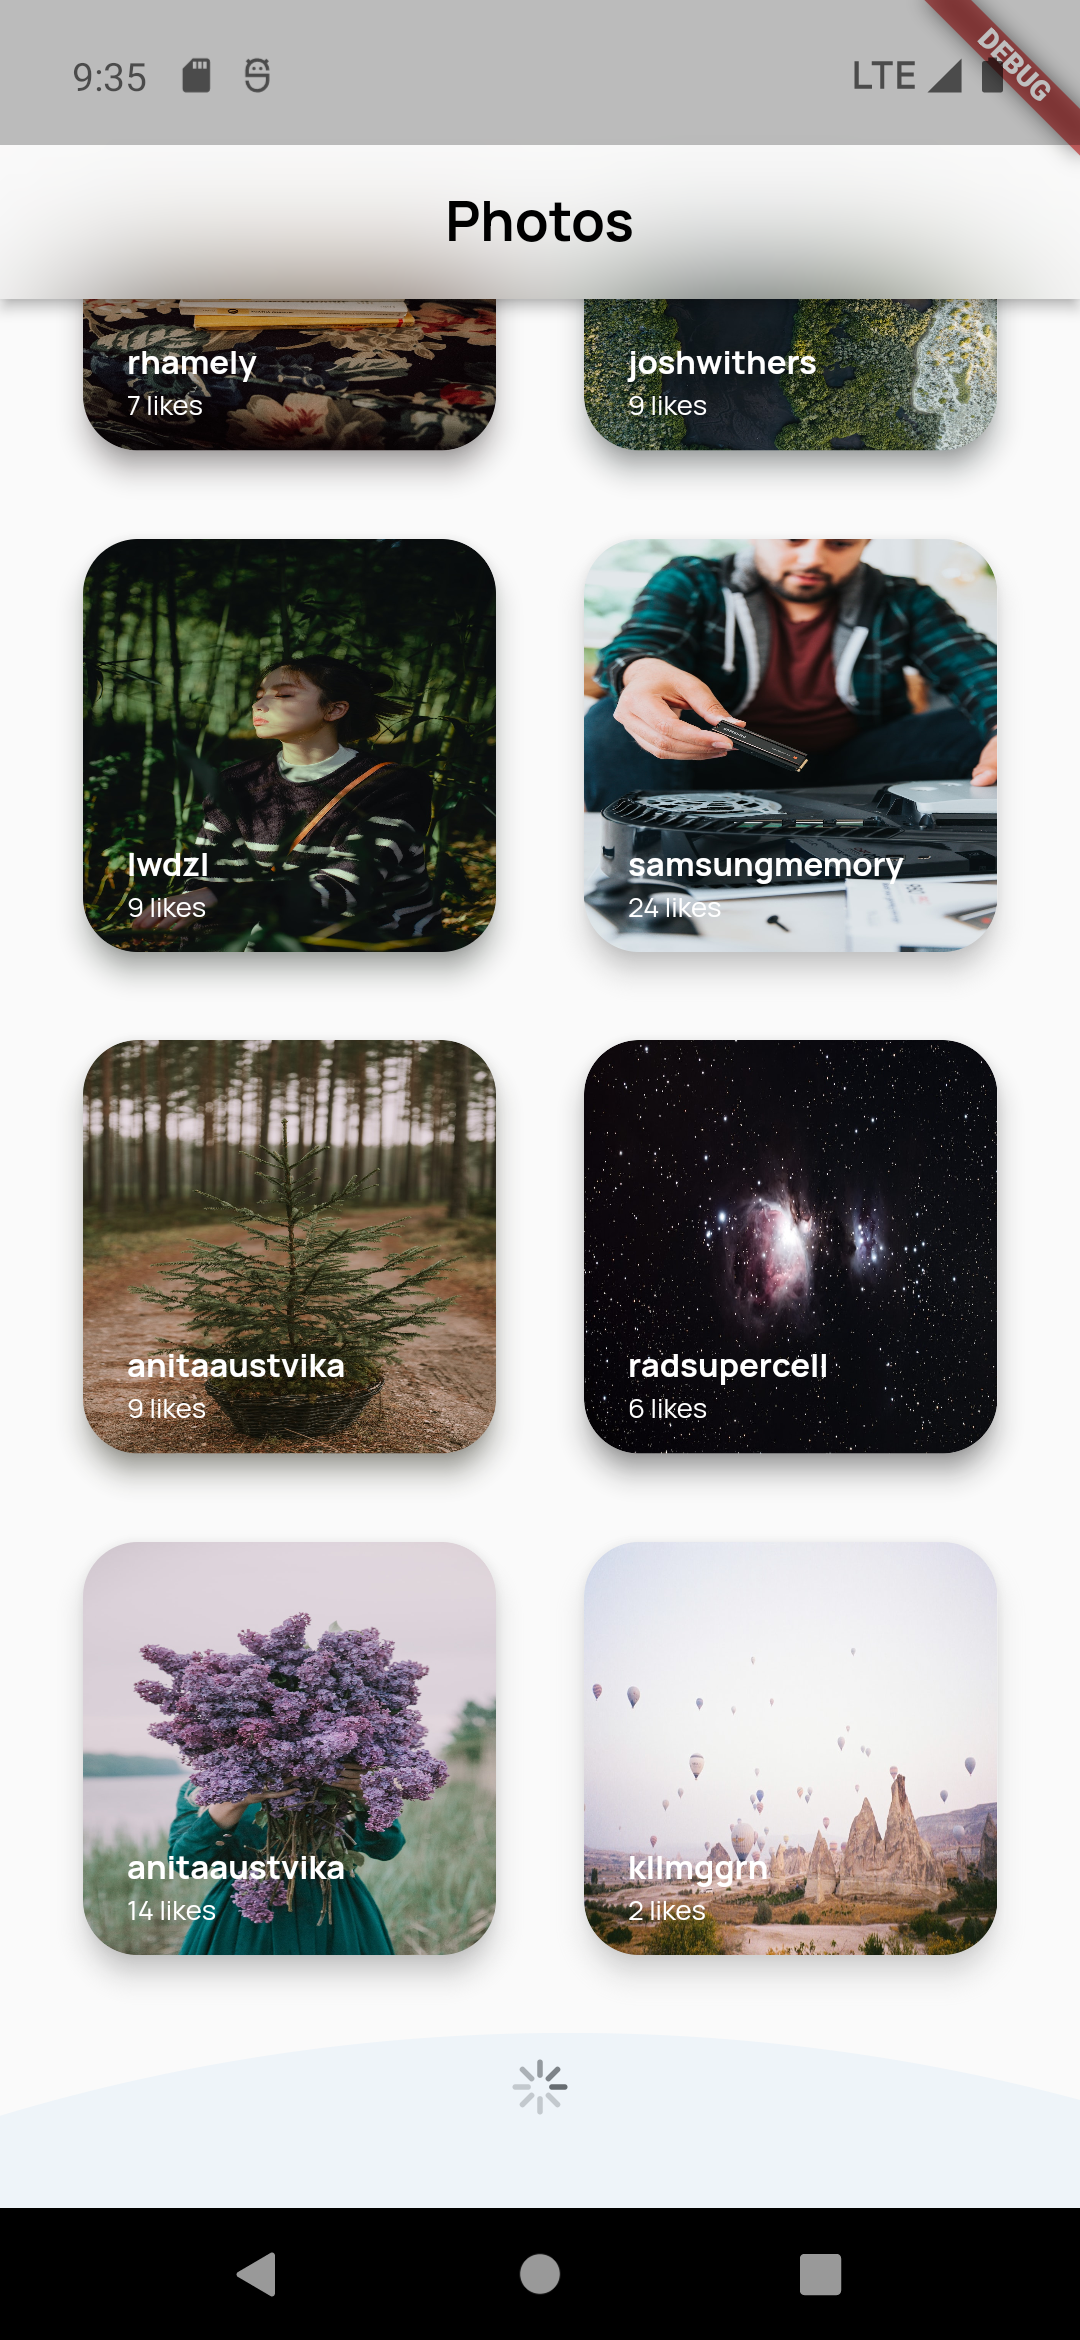 9:35
LTE
DEBUG
Photos
rhamely
7 likes
joshwithers
9 likes
lwdzl
9 likes
samsungmemory
24 likes
anitaaustvika
9 likes
radsupercell
6 likes
anitaaustvika
14 likes
kllmggrn
2 likes